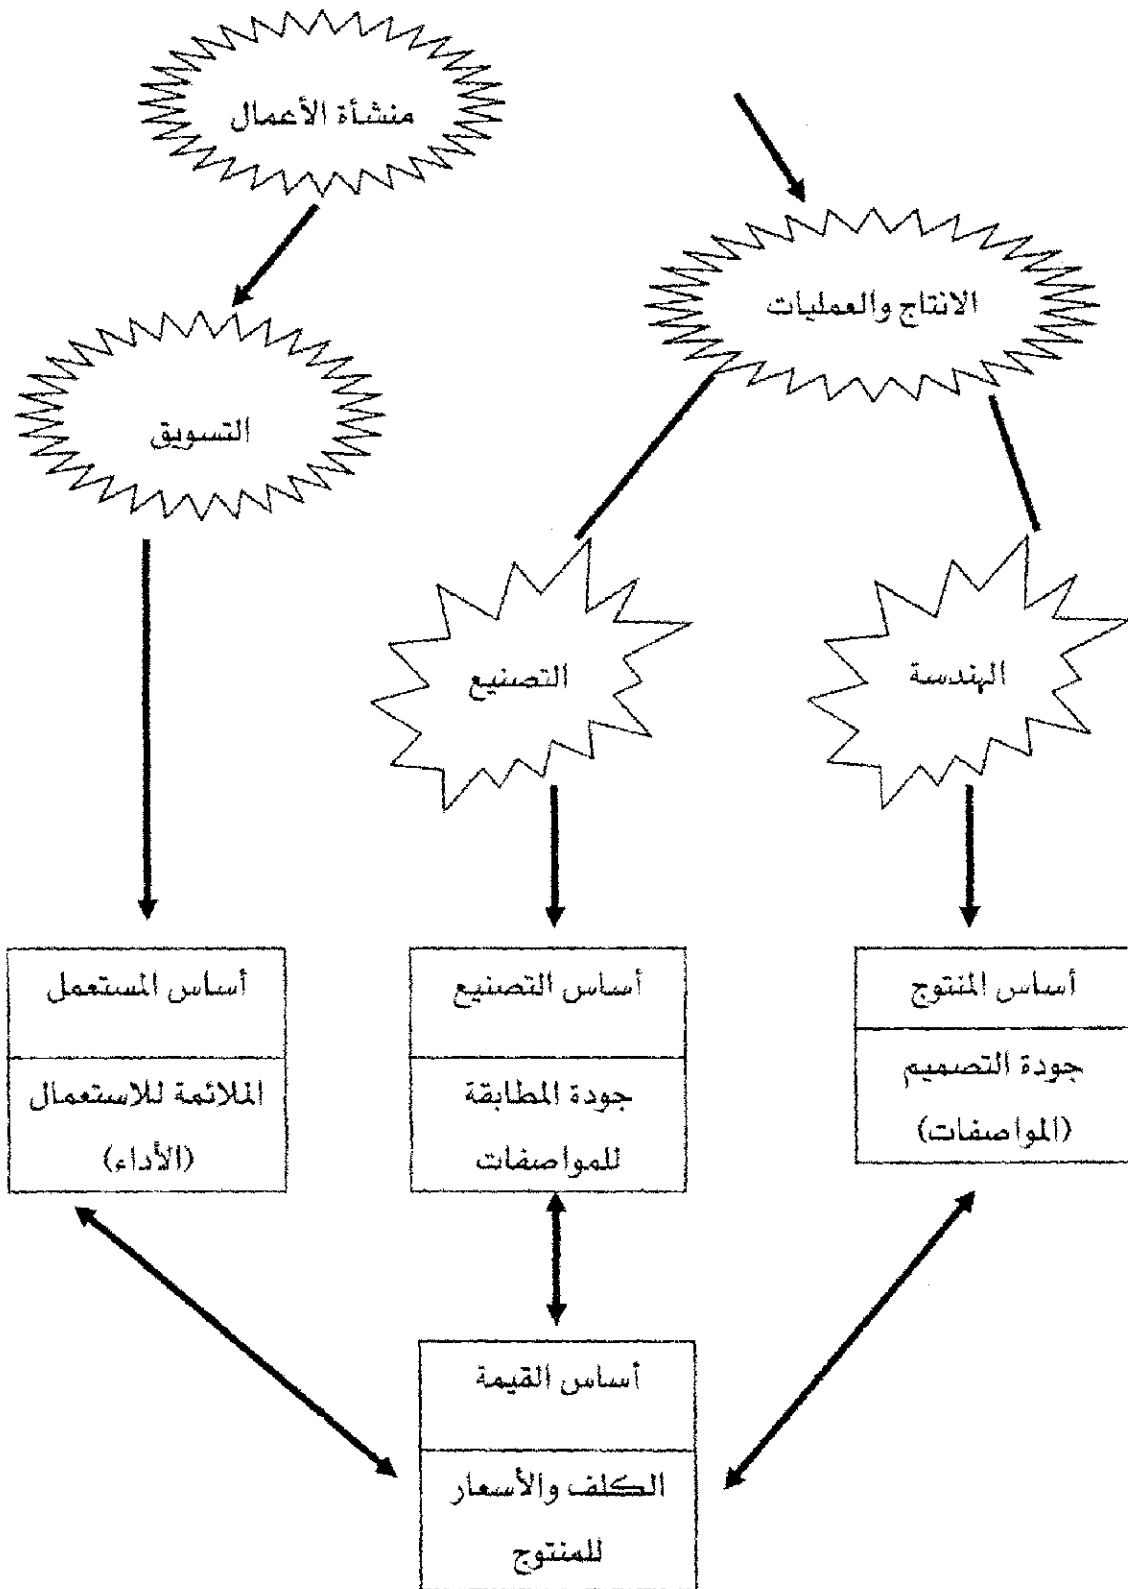 منشأة الأعمال
الانتاج والعمليات
التسويق
الهندسة
التصنيع
أساس المنتوج
جودة التصميم
(المواصفات)
أساس التصنيع
جودة المطابقة
للمواصفات
أساس المستعمل
الملائمة للاستعمال
(الأداء)
أساس القيمة
الكلف والأسعار
للمنتوج